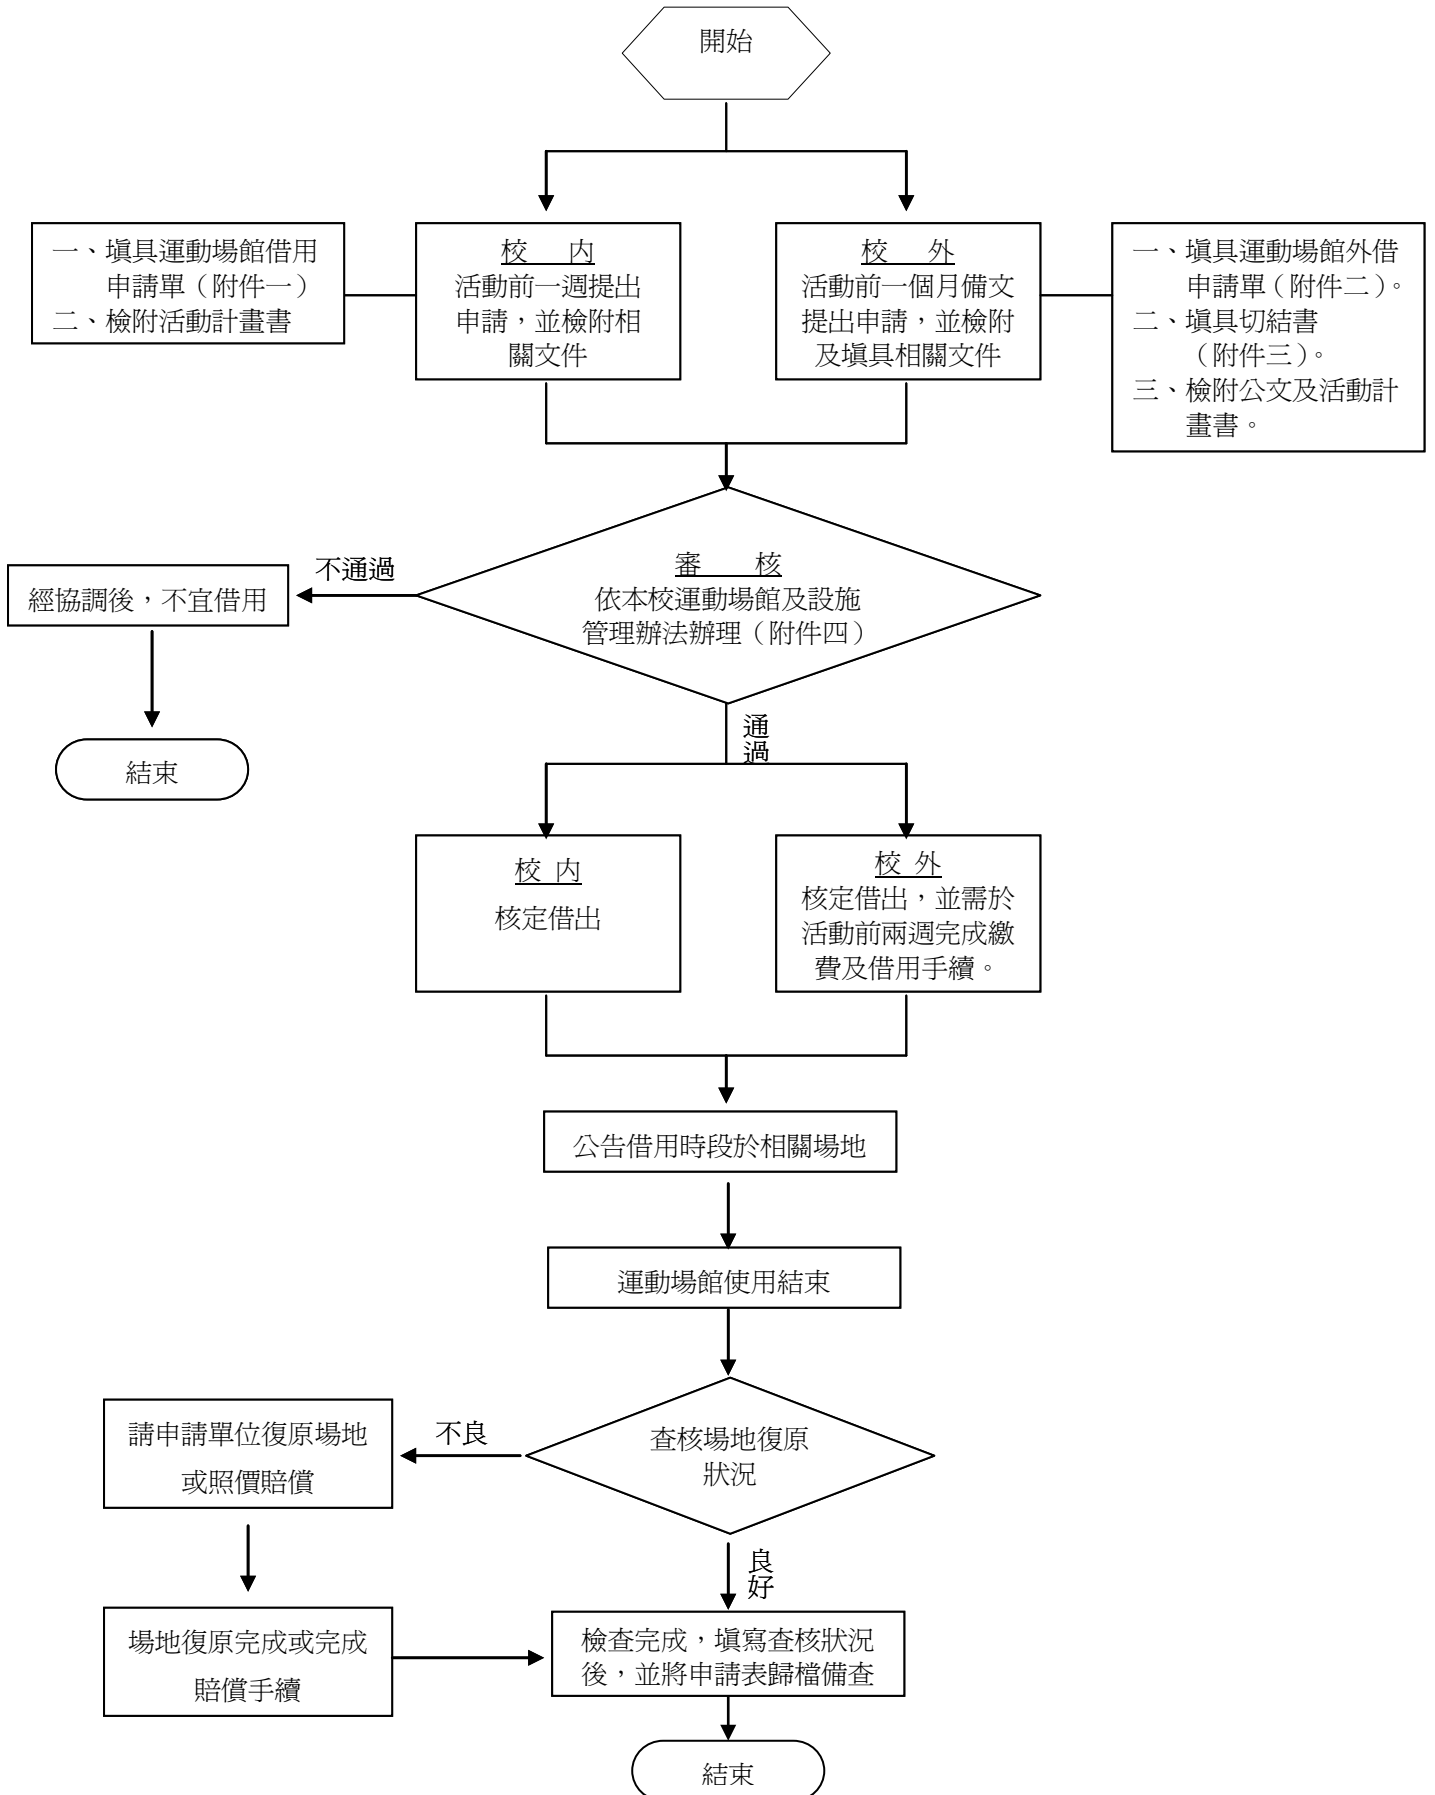 開始
一、填具運動場館借用
申請單（附件一）
二、檢附活動計畫書
校 內
活動前一週提出
申請，並檢附相
關文件
校 外
活動前一個月備文
提出申請，並檢附
及填具相關文件
一、填具運動場館外借
申請單（附件二）。
二、填具切結書
（附件三）。
三、檢附公文及活動計
畫書。
審 核
依本校運動場館及設施
管理辦法辦理（附件四）
不通過
經協調後，不宜借用
結束
通過
校 內
核定借出
校 外
核定借出，並需於
活動前兩週完成繳
費及借用手續。
公告借用時段於相關場地
運動場館使用結束
查核場地復原
狀況
不良
請申請單位復原場地
或照價賠償
良好
場地復原完成或完成
賠償手續
檢查完成，填寫查核狀況
後，並將申請表歸檔備查
結束